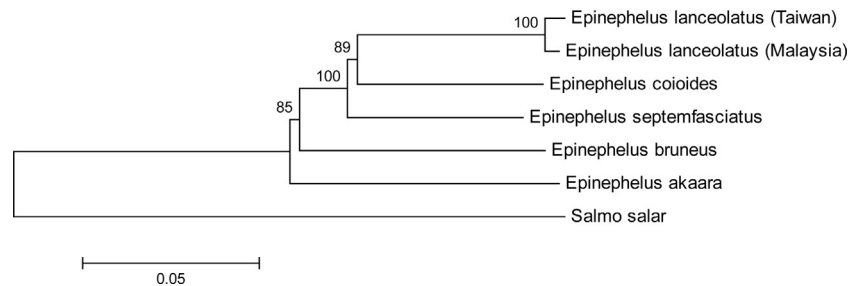 100
Epinephelus lanceolatus (Taiwan)
Epinephelus lanceolatus (Malaysia)
89
Epinephelus coioides
100
Epinephelus septemfasciatus
85
Epinephelus bruneus
Epinephelus akaara
Salmo salar
0.05